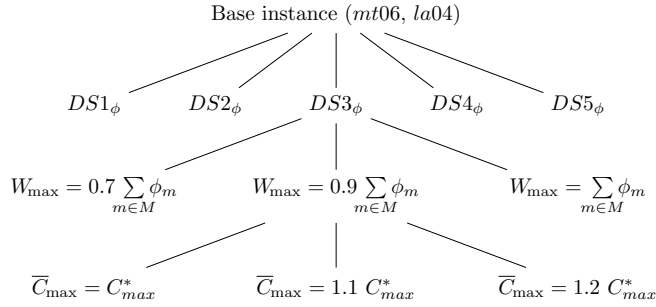 Base instance (mt06, la04)
DS1_ϕ DS2_ϕ DS3_ϕ DS4_ϕ DS5_ϕ
W_max = 0.7 ∑_{m∈M} ϕ_m W_max = 0.9 ∑_{m∈M} ϕ_m W_max = ∑_{m∈M} ϕ_m
C̅_max = C*_max C̅_max = 1.1 C*_max C̅_max = 1.2 C*_max